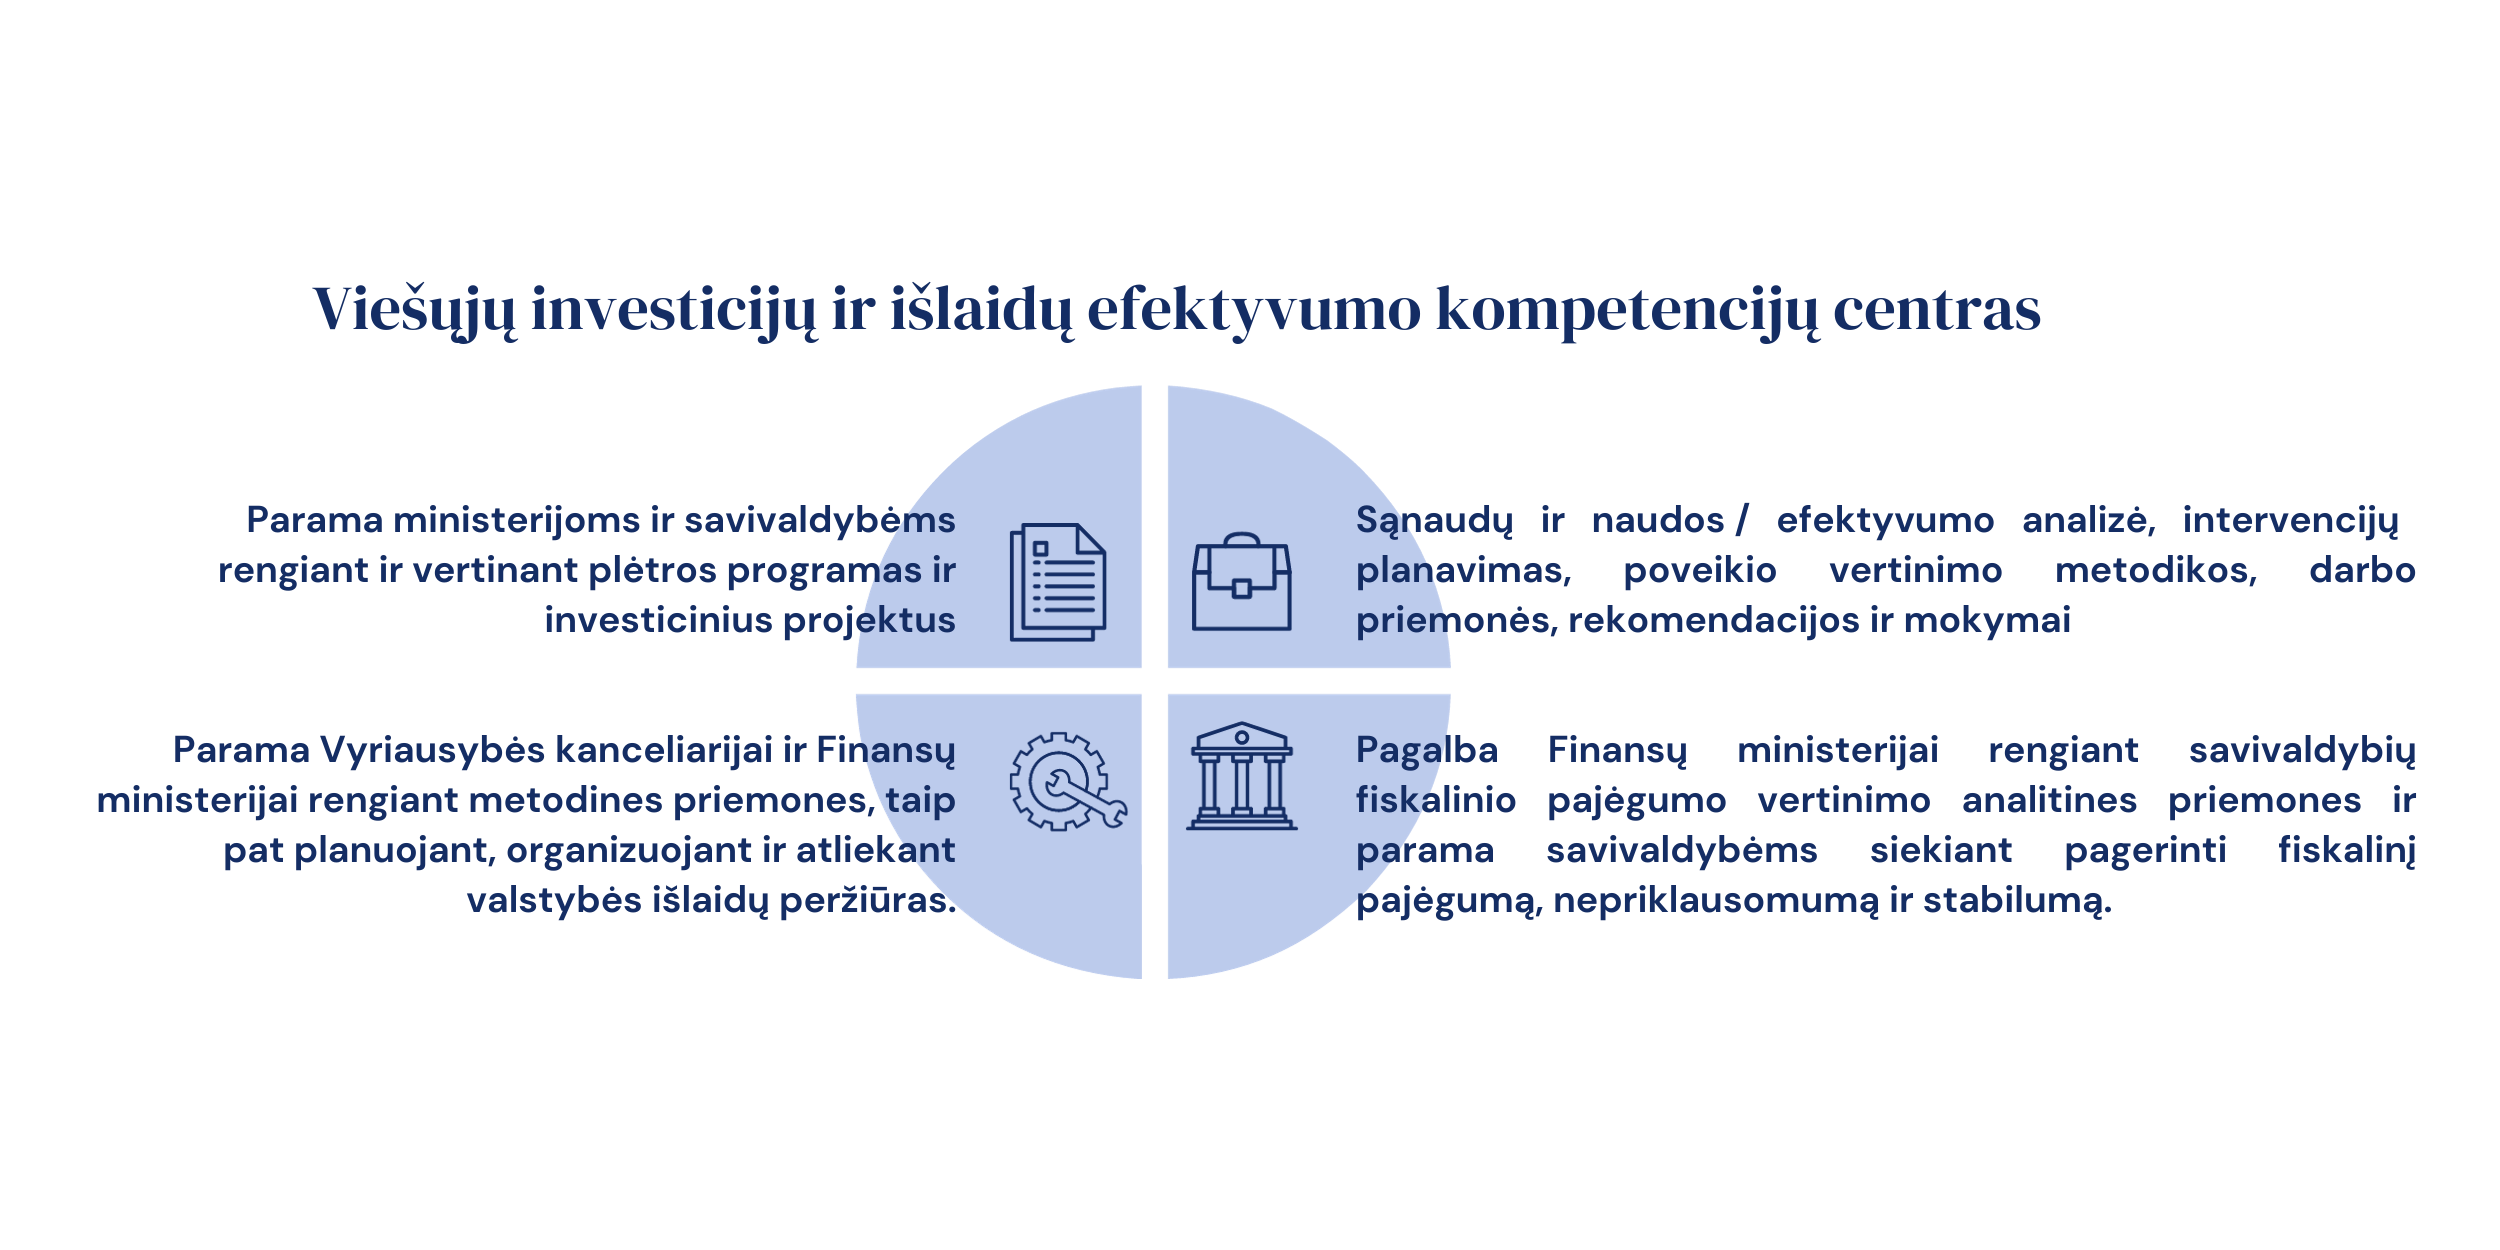 Viešųjų investicijų ir išlaidų efektyvumo kompetencijų centras
Parama ministerijoms ir savivaldybėms
rengiant ir vertinant plėtros programas ir
investicinius projektus
Sąnaudų ir naudos / efektyvumo analizė, intervencijų
planavimas, poveikio vertinimo metodikos, darbo
priemonės, rekomendacijos ir mokymai
Parama Vyriausybės kanceliarijai ir Finansų
ministerijai rengiant metodines priemones, taip
pat planuojant, organizuojant ir atliekant
valstybės išlaidų peržiūras.
Pagalba Finansų ministerijai rengiant savivaldybių
fiskalinio pajėgumo vertinimo analitines priemones ir
parama savivaldybėms siekiant pagerinti fiskalinį
pajėgumą, nepriklausomumą ir stabilumą.